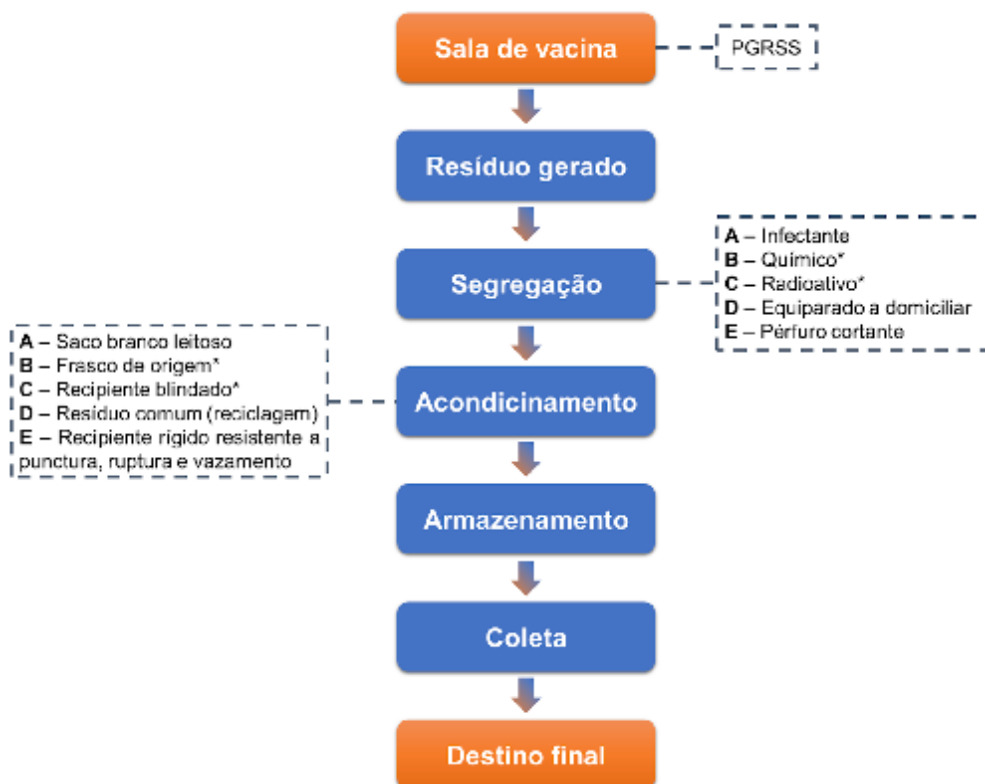 Sala de vacina
PGRSS
Resíduo gerado
Segregação
A – Infectante
B – Químico*
C – Radioativo*
D – Equiparado a domiciliar
E – Pérfuro cortante
A – Saco branco leitoso
B – Frasco de origem*
C – Recipiente blindado*
D – Resíduo comum (reciclagem)
E – Recipiente rígido resistente a
punctura, ruptura e vazamento
Acondicinamento
Armazenamento
Coleta
Destino final